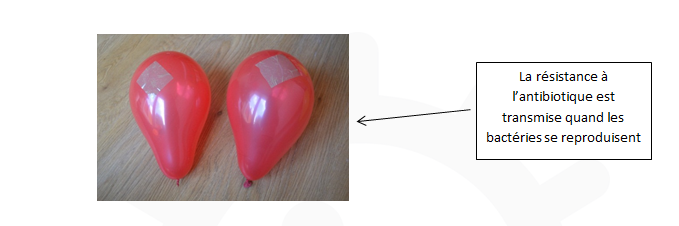 La résistance à
l'antibiotique est
transmise quand les
bactéries se reproduisent